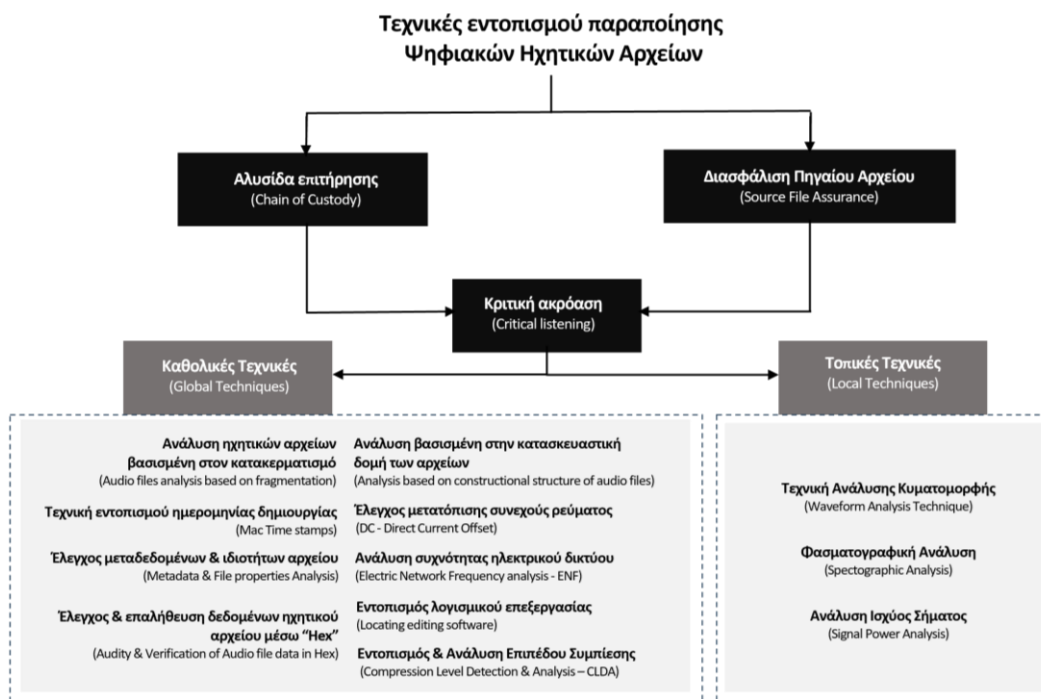 Τεχνικές εντοπισμού παραποίησης
Ψηφιακών Ηχητικών Αρχείων
Αλυσίδα επιτήρησης
(Chain of Custody)
Διασφάλιση Πηγαίου Αρχείου
(Source File Assurance)
Κριτική ακρόαση
(Critical listening)
Καθολικές Τεχνικές
(Global Techniques)
Τοπικές Τεχνικές
(Local Techniques)
Ανάλυση ηχητικών αρχείων
βασισμένη στον κατακερματισμό
(Audio files analysis based on fragmentation)
Τεχνική εντοπισμού ημερομηνίας δημιουργίας
(Mac Time stamps)
Έλεγχος μεταδεδομένων & ιδιοτήτων αρχείου
(Metadata & File properties Analysis)
Έλεγχος & επαλήθευση δεδομένων ηχητικού
αρχείου μέσω “Hex”
(Audity & Verification of Audio file data in Hex)
Ανάλυση βασισμένη στην κατασκευαστική
δομή των αρχείων
(Analysis based on constructional structure of audio files)
Έλεγχος μετατόπισης συνεχούς ρεύματος
(DC - Direct Current Offset)
Ανάλυση συχνότητας ηλεκτρικού δικτύου
(Electric Network Frequency analysis - ENF)
Εντοπισμός λογισμικού επεξεργασίας
(Locating editing software)
Εντοπισμός & Ανάλυση Επιπέδου Συμπίεσης
(Compression Level Detection & Analysis – CLDA)
Τεχνική Ανάλυσης Κυματομορφής
(Waveform Analysis Technique)
Φασματογραφική Ανάλυση
(Spectographic Analysis)
Ανάλυση Ισχύος Σήματος
(Signal Power Analysis)